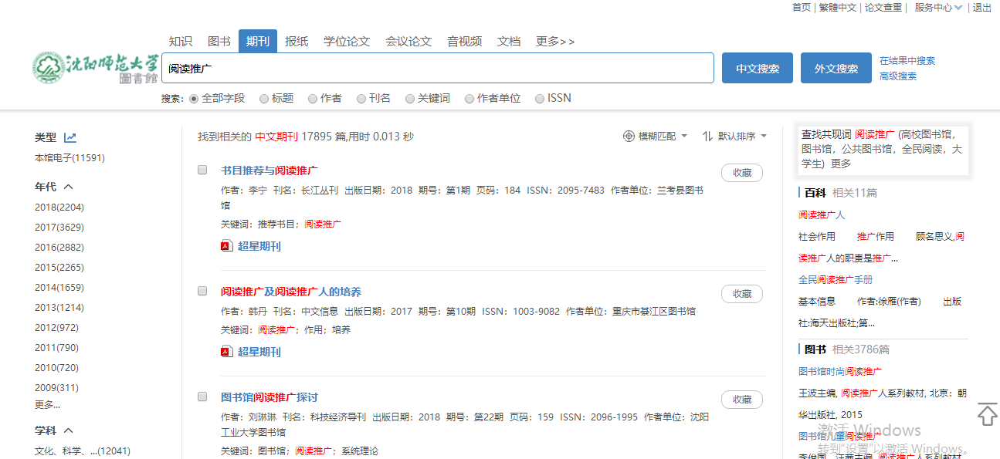 首页 | 繁體中文 | 论文查重 | 服务中心 | 退出
知识 图书 期刊 报纸 学位论文 会议论文 音视频 文档 更多>>
沈阳师范大学
圖書館
阅读推广
中文搜索 外文搜索
在结果中搜索
高级搜索
搜索: 全部字段 标题 作者 刊名 关键词 作者单位 ISSN
类型
本馆电子(11591)
年代
2018(2204)
2017(3629)
2016(2882)
2015(2265)
2014(1659)
2013(1214)
2012(972)
2011(790)
2010(720)
2009(311)
更多...
学科
文化、科学、...(12041)
找到相关的 中文期刊 17895 篇,用时 0.013 秒
模糊匹配 默认排序
书目推荐与阅读推广
收藏
作者：李宁 刊名：长江丛刊 出版日期：2018 期号：第1期 页码：184 ISSN：2095-7483 作者单位：兰考县图书
馆
关键词：推荐书目；阅读推广
超星期刊
阅读推广及阅读推广人的培养
收藏
作者：韩丹 刊名：中文信息 出版日期：2017 期号：第10期 ISSN：1003-9082 作者单位：重庆市綦江区图书馆
关键词：阅读推广；作用；培养
超星期刊
图书馆阅读推广探讨
收藏
作者：刘琳琳 刊名：科技经济导刊 出版日期：2018 期号：第22期 页码：159 ISSN：2096-1995 作者单位：沈阳
工业大学图书馆
关键词：图书馆；阅读推广；系统理论
查找共现词 阅读推广 (高校图书馆，
图书馆，公共图书馆，全民阅读，大
学生) 更多
百科 相关11篇
阅读推广人
社会作用 推广作用 顾名思义,阅
读推广人的职责是推广...
全民阅读推广手册
基本信息 作者:徐雁(作者) 出版
社:海天出版社;第...
图书 相关3786篇
图书馆时尚阅读推广
王波主编, 阅读推广人系列教材, 北京：朝
华出版社, 2015
图书馆儿童阅读推广
李俊国，汪茜主编, 阅读推广人系列教材
激活 Windows
转到"设置"以激活 Windows。